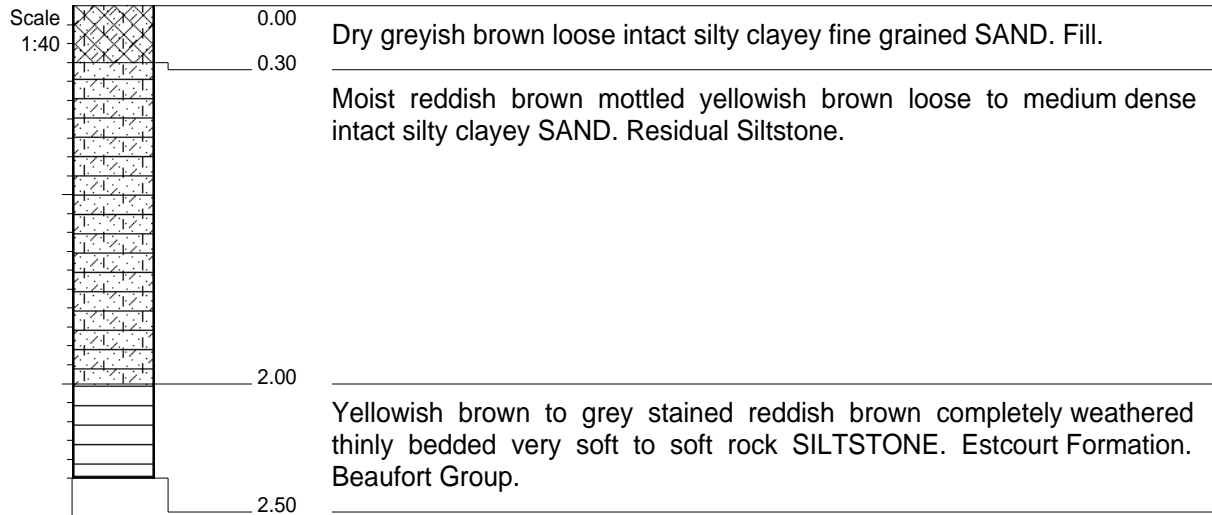 Scale
1:40
0.00
Dry greyish brown loose intact silty clayey fine grained SAND. Fill.
0.30
Moist reddish brown mottled yellowish brown loose to medium dense
intact silty clayey SAND. Residual Siltstone.
2.00
Yellowish brown to grey stained reddish brown completely weathered
thinly bedded very soft to soft rock SILTSTONE. Estcourt Formation.
Beaufort Group.
2.50